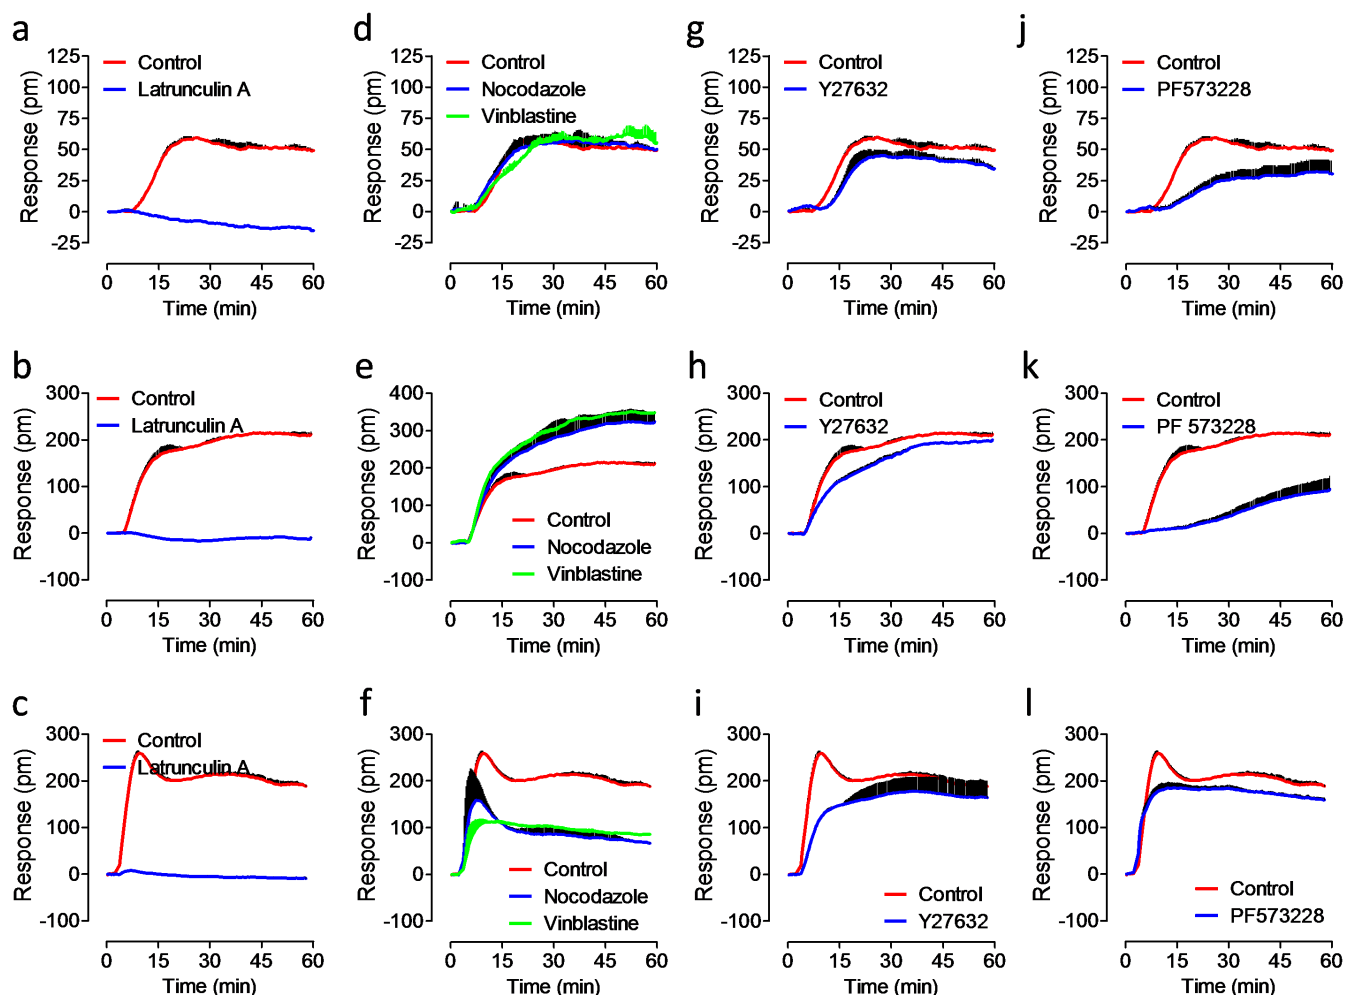 a
125
100
75
50
25
0
-25
Response (pm)
Control
Latrunculin A
0 15 30 45 60
Time (min)
d
125
100
75
50
25
0
-25
Response (pm)
Control
Nocodazole
Vinblastine
0 15 30 45 60
Time (min)
g
125
100
75
50
25
0
-25
Response (pm)
Control
Y27632
0 15 30 45 60
Time (min)
j
125
100
75
50
25
0
-25
Response (pm)
Control
PF573228
0 15 30 45 60
Time (min)
b
300
200
100
0
-100
Response (pm)
Control
Latrunculin A
0 15 30 45 60
Time (min)
e
400
300
200
100
0
-100
Response (pm)
Control
Nocodazole
Vinblastine
0 15 30 45 60
Time (min)
h
300
200
100
0
-100
Response (pm)
Control
Y27632
0 15 30 45 60
Time (min)
k
300
200
100
0
-100
Response (pm)
Control
PF 573228
0 15 30 45 60
Time (min)
c
300
200
100
0
-100
Response (pm)
Control
Latrunculin A
0 15 30 45 60
Time (min)
f
300
200
100
0
-100
Response (pm)
Control
Nocodazole
Vinblastine
0 15 30 45 60
Time (min)
i
300
200
100
0
-100
Response (pm)
Control
Y27632
0 15 30 45 60
Time (min)
l
300
200
100
0
-100
Response (pm)
Control
PF573228
0 15 30 45 60
Time (min)